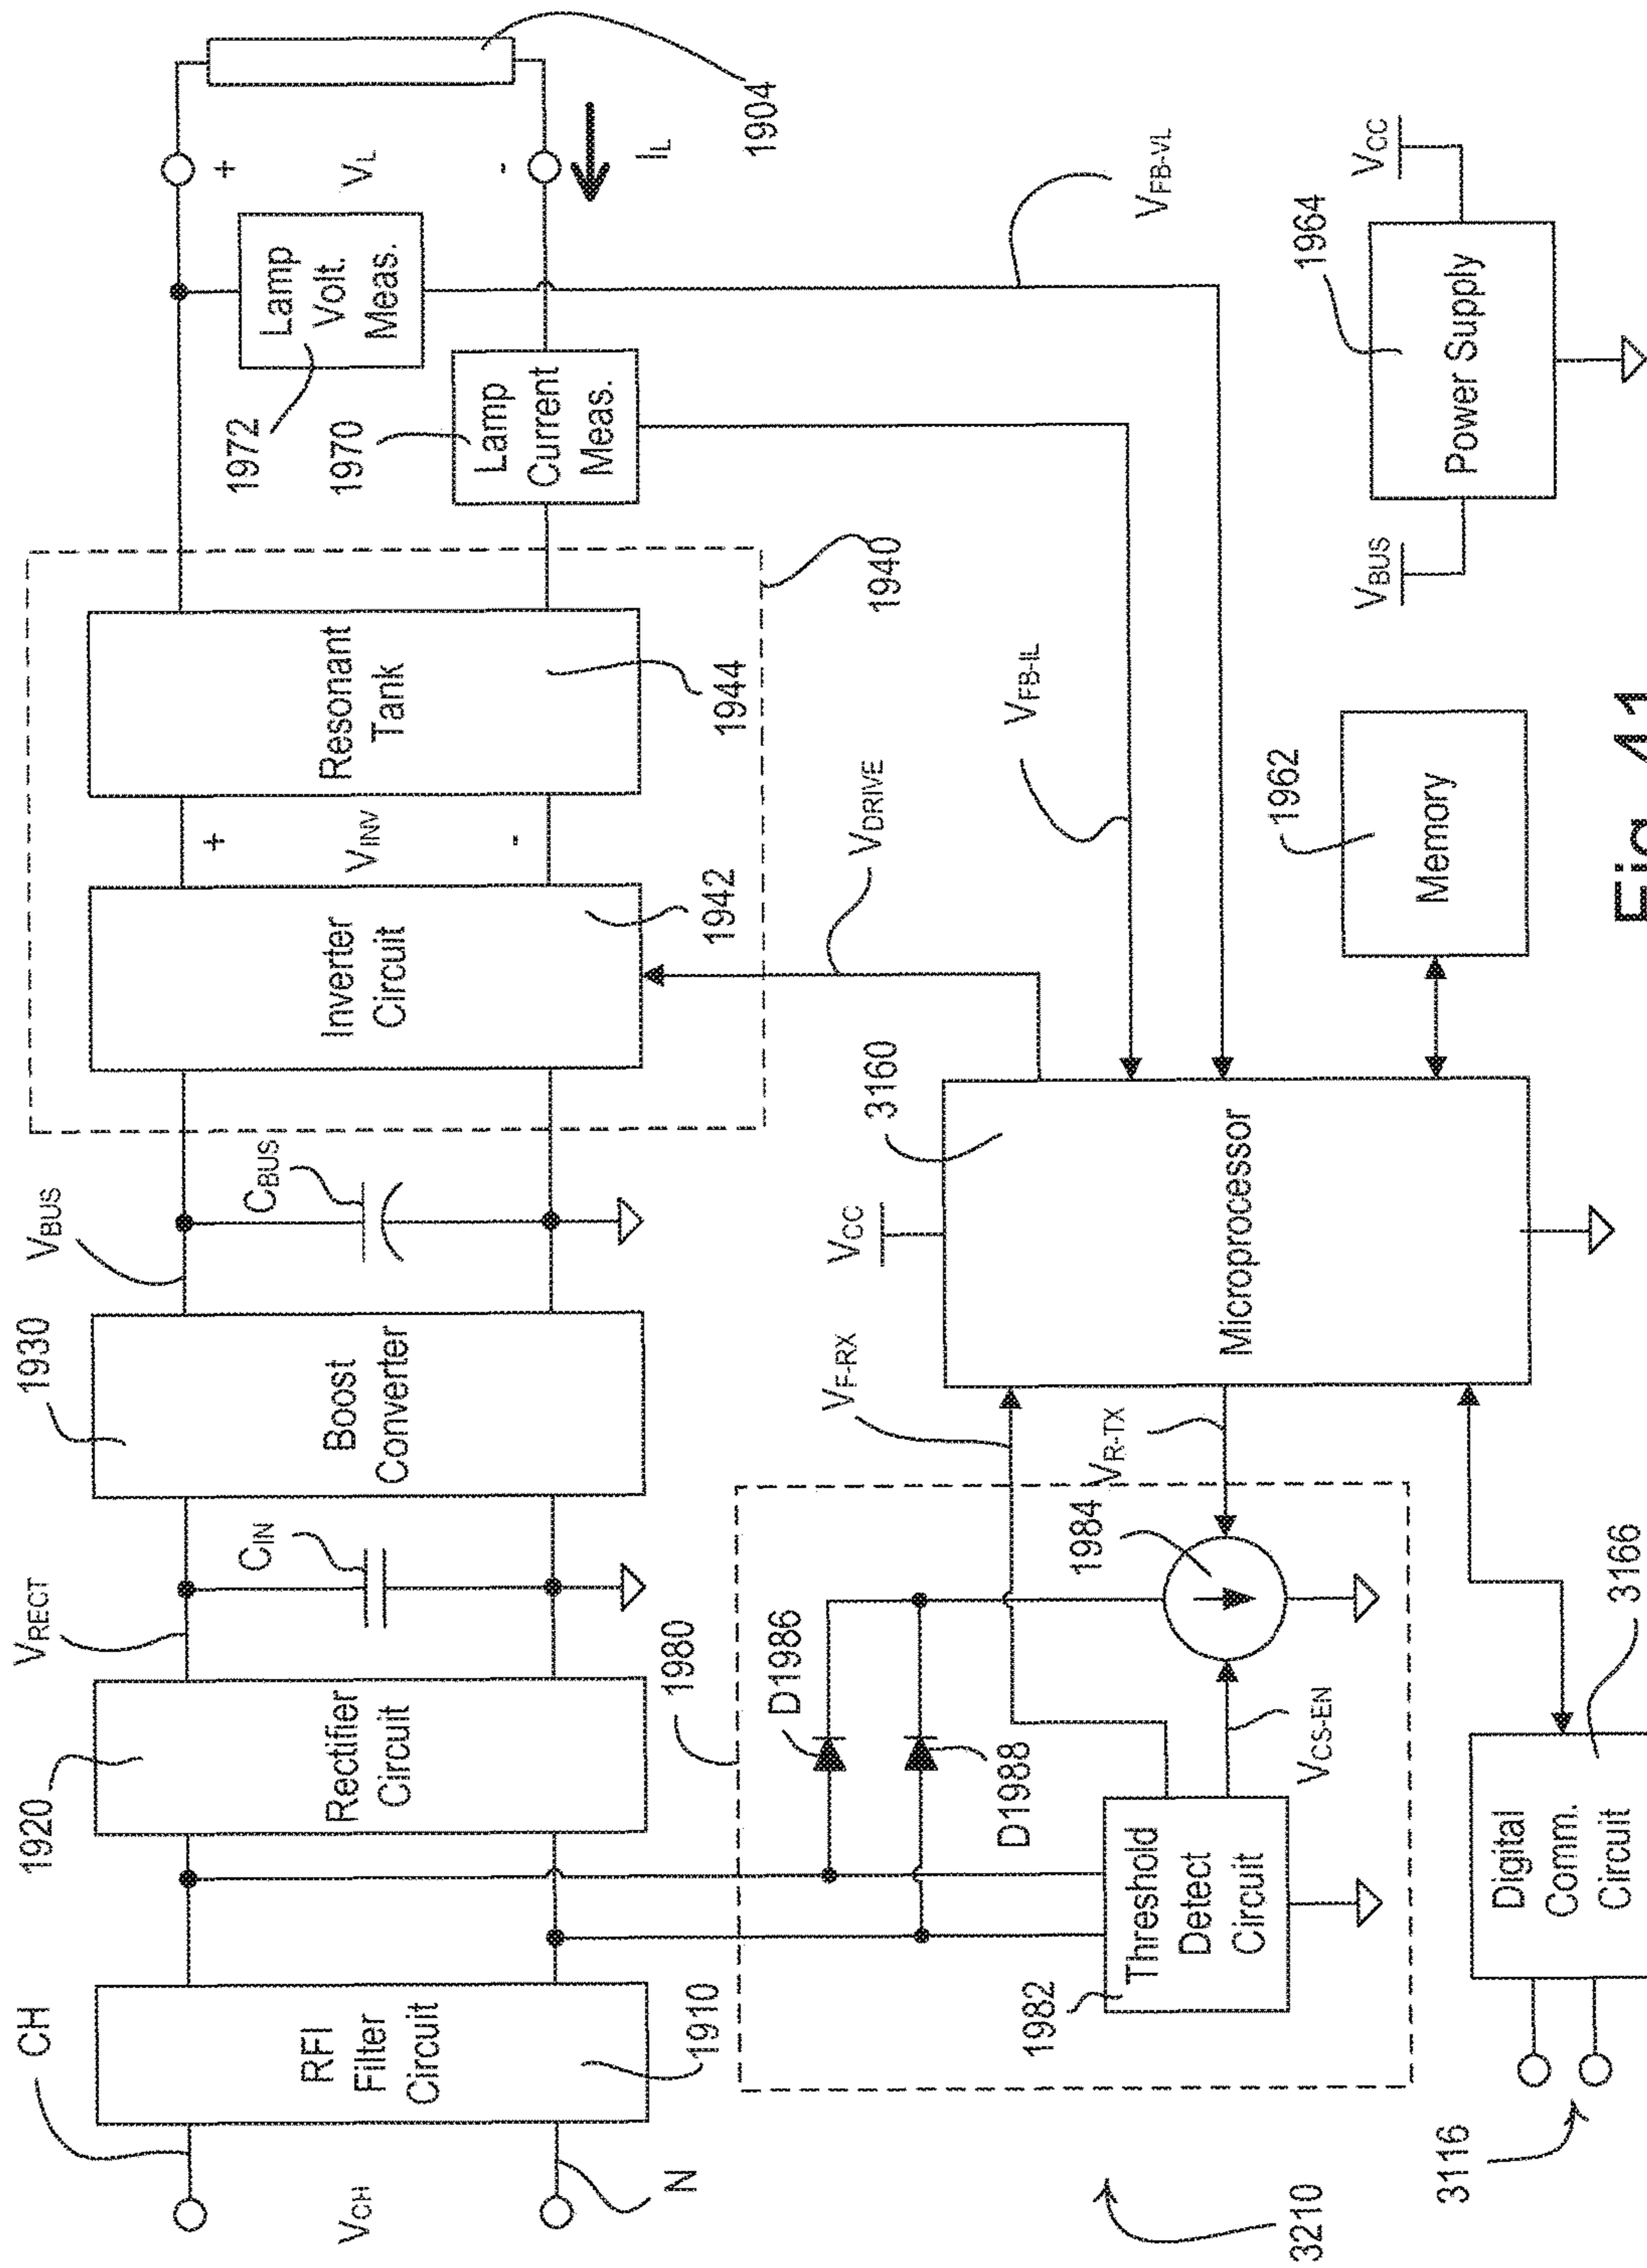 CH
V_CH
N
RFI
Filter
Circuit
1910
1920
Rectifier
Circuit
V_RECT
C_IN
1930
Boost
Converter
V_BUS
C_BUS
Inverter
Circuit
1942
+
V_INV
-
Resonant
Tank
1944
1940
1972
Lamp
Volt.
Meas.
1970
Lamp
Current
Meas.
+
V_L
-
I_L
1904
1980
D1986
D1988
1982
Threshold
Detect
Circuit
V_CS-EN
1984
V_F-RX
V_R-TX
V_CC
3160
Microprocessor
V_DRIVE
V_FB-IL
V_FB-VL
1962
Memory
V_BUS
1964
Power Supply
V_CC
3210
3116
Digital
Comm.
Circuit
3166
Fig. 41